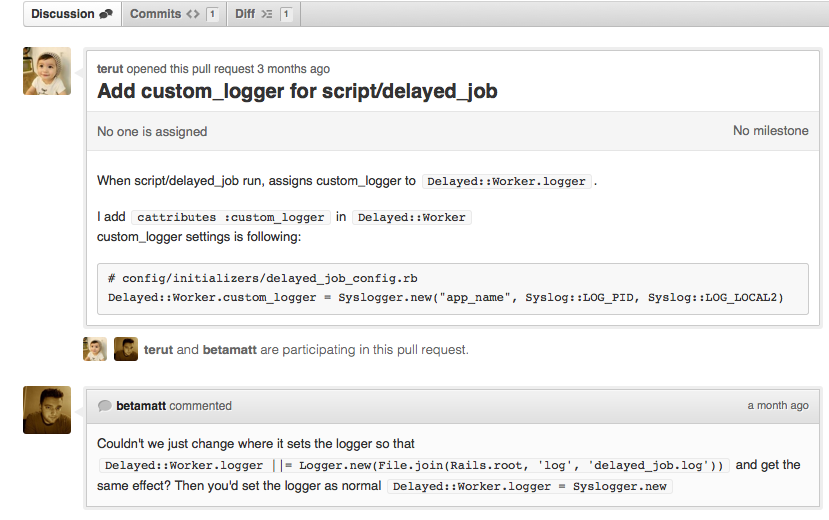 Discussion Commits 1 Diff 1
terut opened this pull request 3 months ago
Add custom_logger for script/delayed_job
No one is assigned No milestone
When script/delayed_job run, assigns custom_logger to Delayed::Worker.logger .
I add cattributes :custom_logger in Delayed::Worker
custom_logger settings is following:
# config/initializers/delayed_job_config.rb
Delayed::Worker.custom_logger = Syslogger.new("app_name", Syslog::LOG_PID, Syslog::LOG_LOCAL2)
terut and betamatt are participating in this pull request.
betamatt commented a month ago
Couldn't we just change where it sets the logger so that
Delayed::Worker.logger ||= Logger.new(File.join(Rails.root, 'log', 'delayed_job.log')) and get the
same effect? Then you'd set the logger as normal Delayed::Worker.logger = Syslogger.new